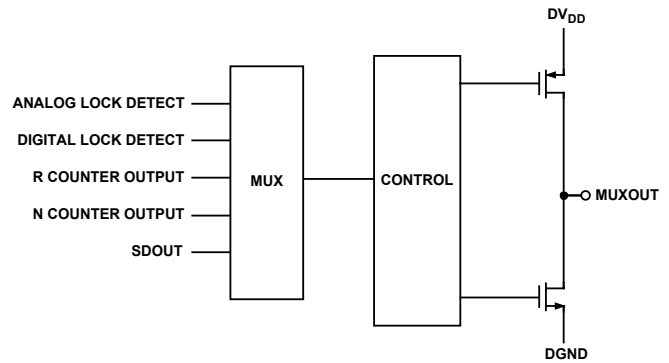 DVDD
ANALOG LOCK DETECT
DIGITAL LOCK DETECT
R COUNTER OUTPUT
N COUNTER OUTPUT
SDOUT
MUX
CONTROL
MUXOUT
DGND